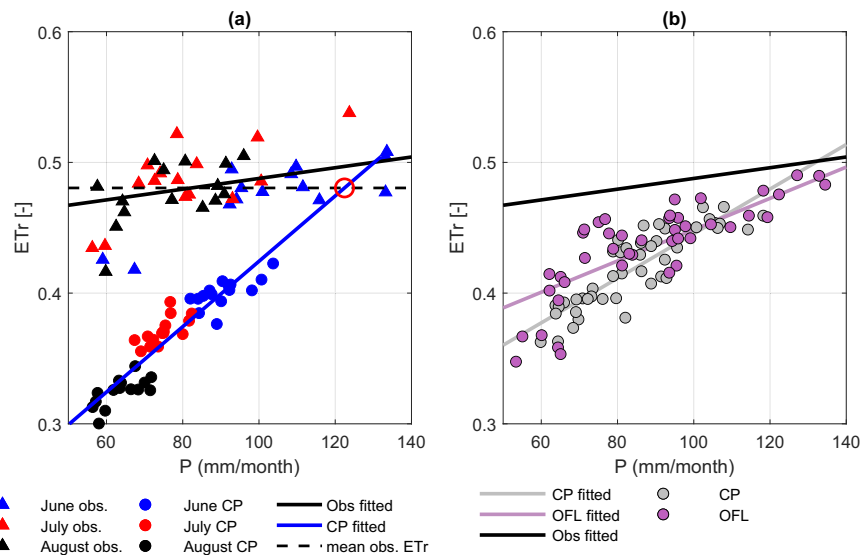 (a)
(b)
0.6
0.5
0.4
0.3
ETr [-]
60 80 100 120 140
P (mm/month)
0.6
0.5
0.4
0.3
ETr [-]
60 80 100 120 140
P (mm/month)
June obs. June CP Obs fitted
July obs. July CP CP fitted
August obs. August CP mean obs. ETr
CP fitted CP
OFL fitted OFL
Obs fitted